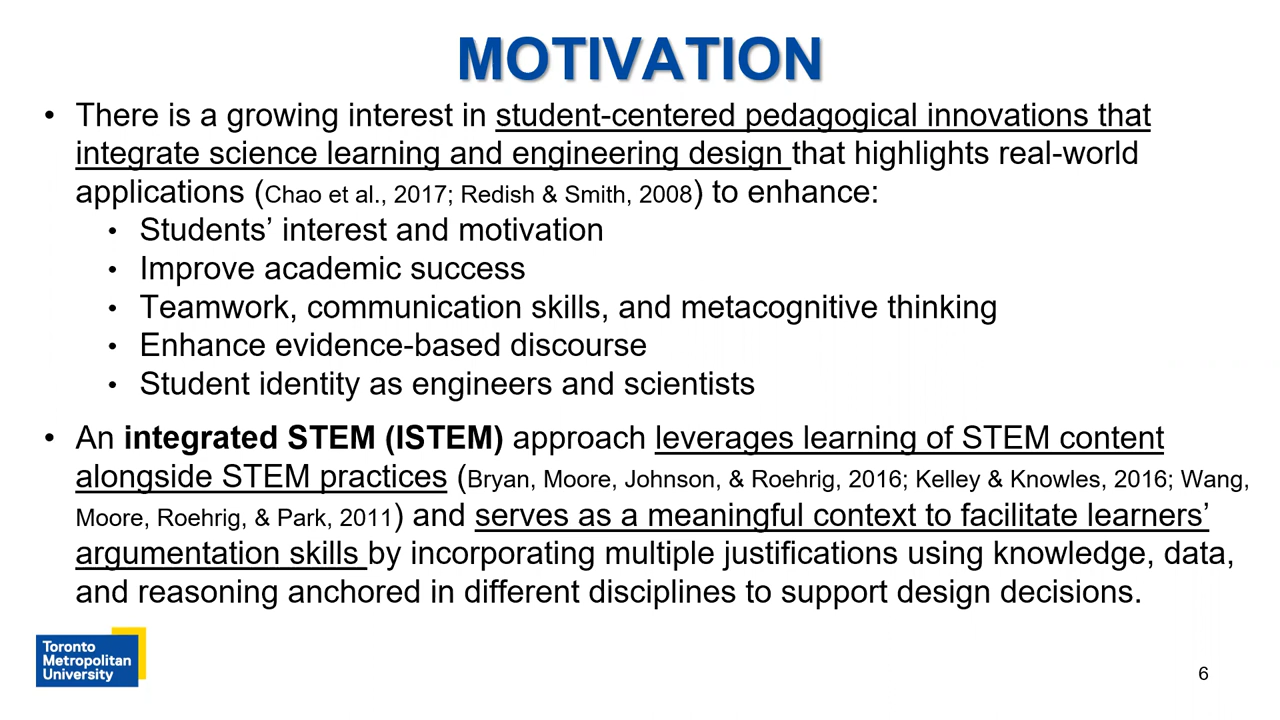 MOTIVATION
• There is a growing interest in student-centered pedagogical innovations that
integrate science learning and engineering design that highlights real-world
applications (Chao et al., 2017; Redish & Smith, 2008) to enhance:
• Students’ interest and motivation
• Improve academic success
• Teamwork, communication skills, and metacognitive thinking
• Enhance evidence-based discourse
• Student identity as engineers and scientists
• An integrated STEM (ISTEM) approach leverages learning of STEM content
alongside STEM practices (Bryan, Moore, Johnson, & Roehrig, 2016; Kelley & Knowles, 2016; Wang,
Moore, Roehrig, & Park, 2011) and serves as a meaningful context to facilitate learners’
argumentation skills by incorporating multiple justifications using knowledge, data,
and reasoning anchored in different disciplines to support design decisions.
Toronto
Metropolitan
University
6